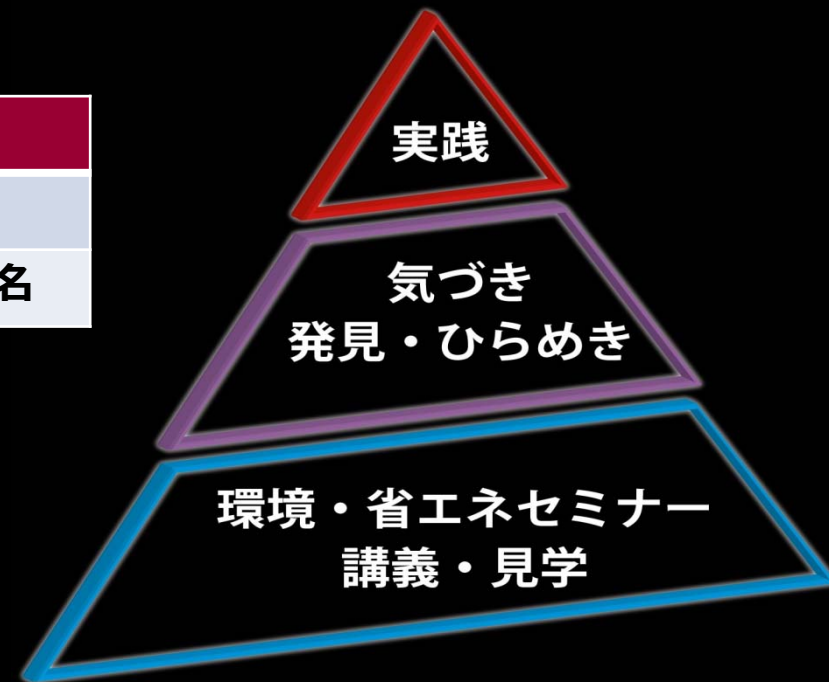 実践
名
気づき
発見・ひらめき
環境・省エネセミナー
講義・見学